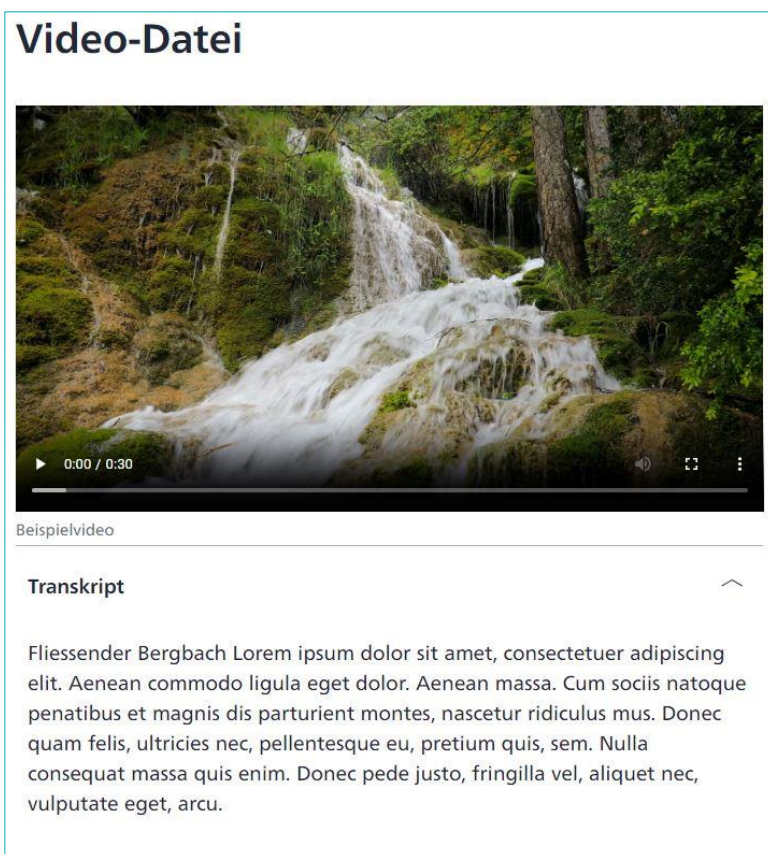 Video-Datei
0:00 / 0:30
Beispielvideo
Transkript
Fliessender Bergbach Lorem ipsum dolor sit amet, consectetuer adipiscing
elit. Aenean commodo ligula eget dolor. Aenean massa. Cum sociis natoque
penatibus et magnis dis parturient montes, nascetur ridiculus mus. Donec
quam felis, ultricies nec, pellentesque eu, pretium quis, sem. Nulla
consequat massa quis enim. Donec pede justo, fringilla vel, aliquet nec,
vulputate eget, arcu.